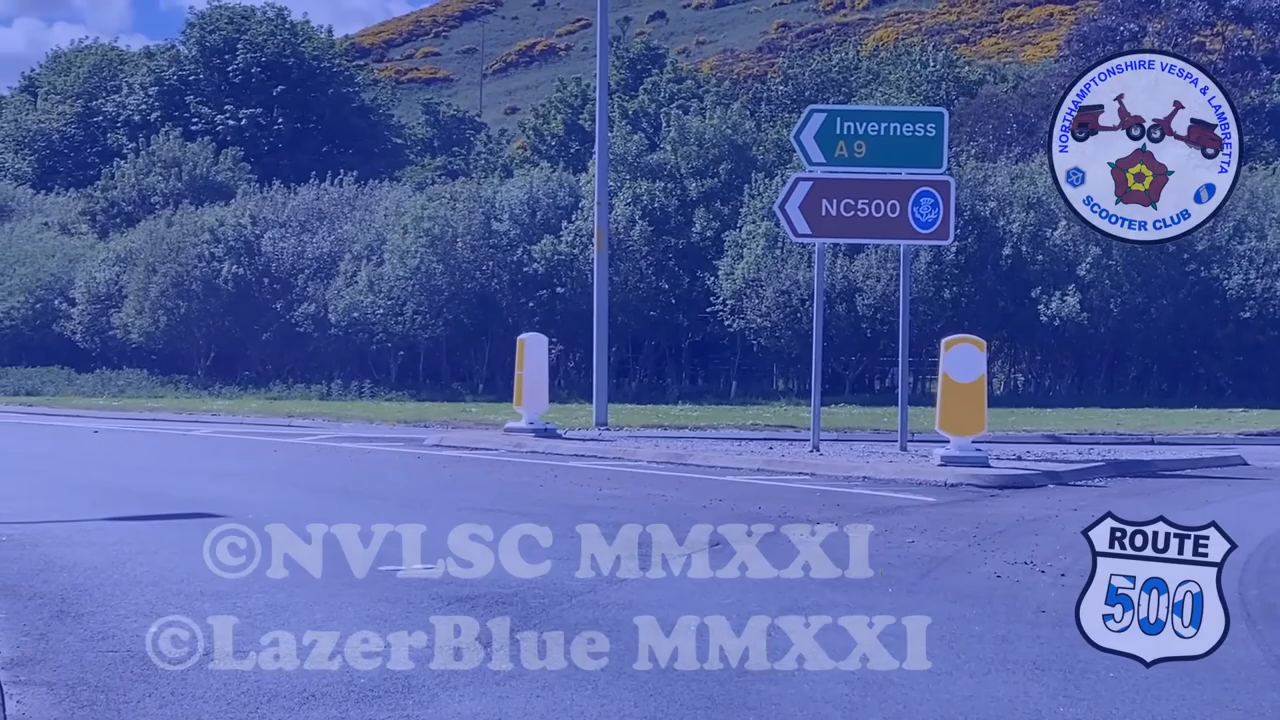 NORTHAMPTONSHIRE VESPA & LAMBRETTA
SCOOTER CLUB
Inverness
A9
NC500
ROUTE
500
©NVLSC MMXXI
©LazerBlue MMXXI